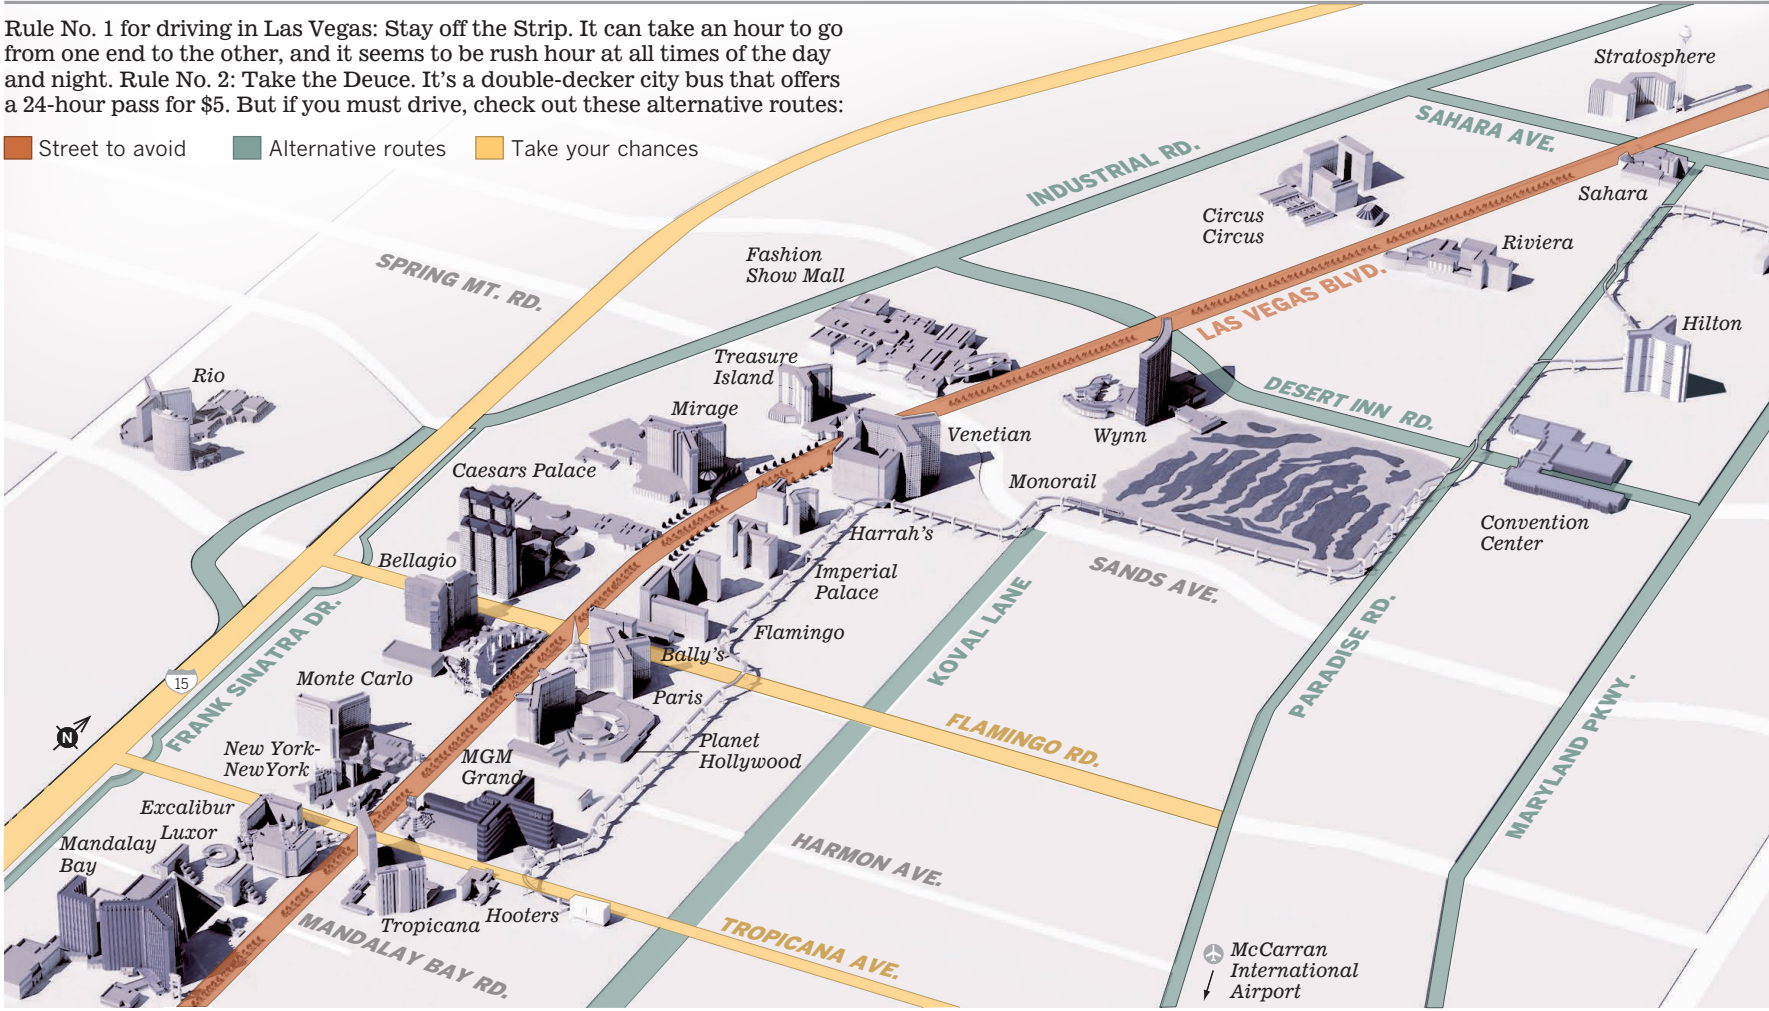 Rule No. 1 for driving in Las Vegas: Stay off the Strip. It can take an hour to go
from one end to the other, and it seems to be rush hour at all times of the day
and night. Rule No. 2: Take the Deuce. It's a double-decker city bus that offers
a 24-hour pass for $5. But if you must drive, check out these alternative routes:
Street to avoid
Alternative routes
Take your chances
Stratosphere
SAHARA AVE.
INDUSTRIAL RD.
Sahara
Circus
Circus
Riviera
Fashion
Show Mall
SPRING MT. RD.
LAS VEGAS BLVD.
Hilton
Treasure
Island
Rio
Mirage
DESERT INN RD.
Venetian
Wynn
Caesars Palace
Monorail
Convention
Center
Harrah's
Bellagio
Imperial
Palace
SANDS AVE.
KOVAL LANE
Flamingo
FRANK SINATRA DR.
Bally's
PARADISE RD.
15
Monte Carlo
Paris
MARYLAND PKWY.
N
New York-
NewYork
MGM
Grand
Planet
Hollywood
FLAMINGO RD.
Excalibur
Luxor
Mandalay
Bay
HARMON AVE.
Tropicana
Hooters
MANDALAY BAY RD.
TROPICANA AVE.
McCarran
International
Airport